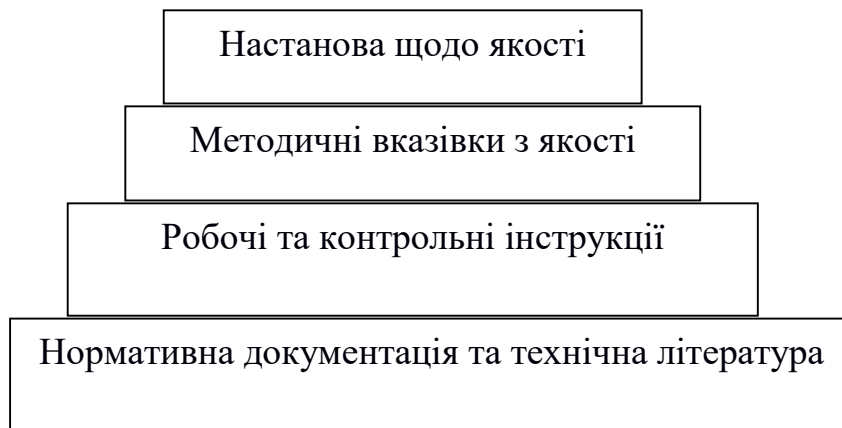 Настанова щодо якості
Методичні вказівки з якості
Робочі та контрольні інструкції
Нормативна документація та технічна література